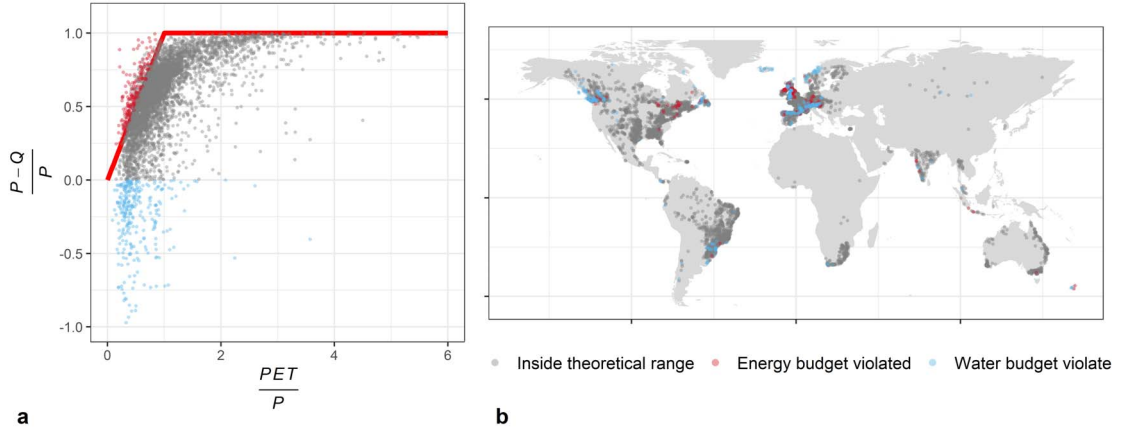 1.0
0.5
0.0
-0.5
-1.0
P − Q
P
0
2
4
6
PET
P
Inside theoretical range
Energy budget violated
Water budget violate
a
b